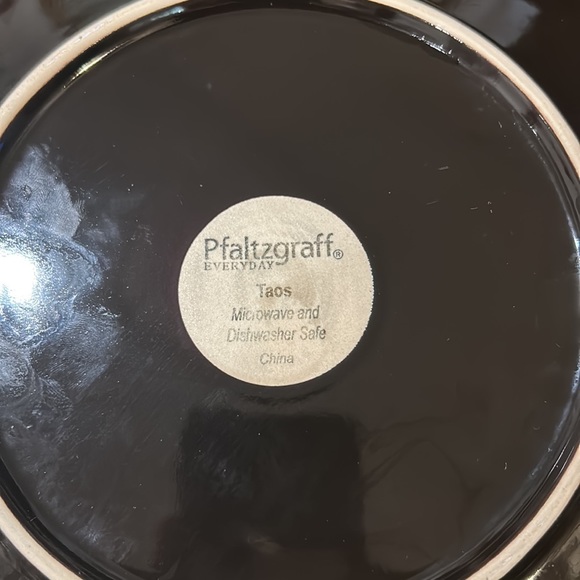 Pfaltzgraff®
EVERYDAY
Taos
Microwave and
Dishwasher Safe
China